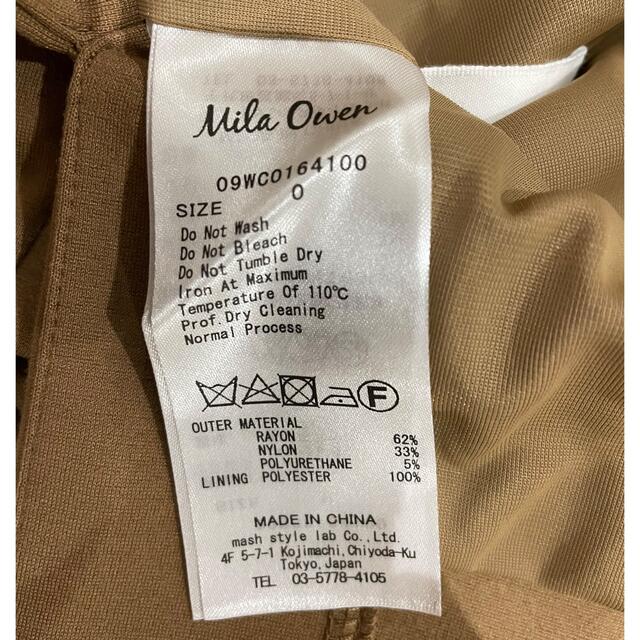 Mila Owen
09WC0164100
SIZE 0
Do Not Wash
Do Not Bleach
Do Not Tumble Dry
Iron At Maximum
Temperature Of 110℃
Prof.Dry Cleaning
Normal Process
F
OUTER MATERIAL
RAYON 62%
NYLON 33%
POLYURETHANE 5%
LINING POLYESTER 100%
MADE IN CHINA
mash style lab Co.,Ltd.
4F 5-7-1 Kojimachi,Chiyoda-Ku
Tokyo,Japan
TEL 03-5778-4105